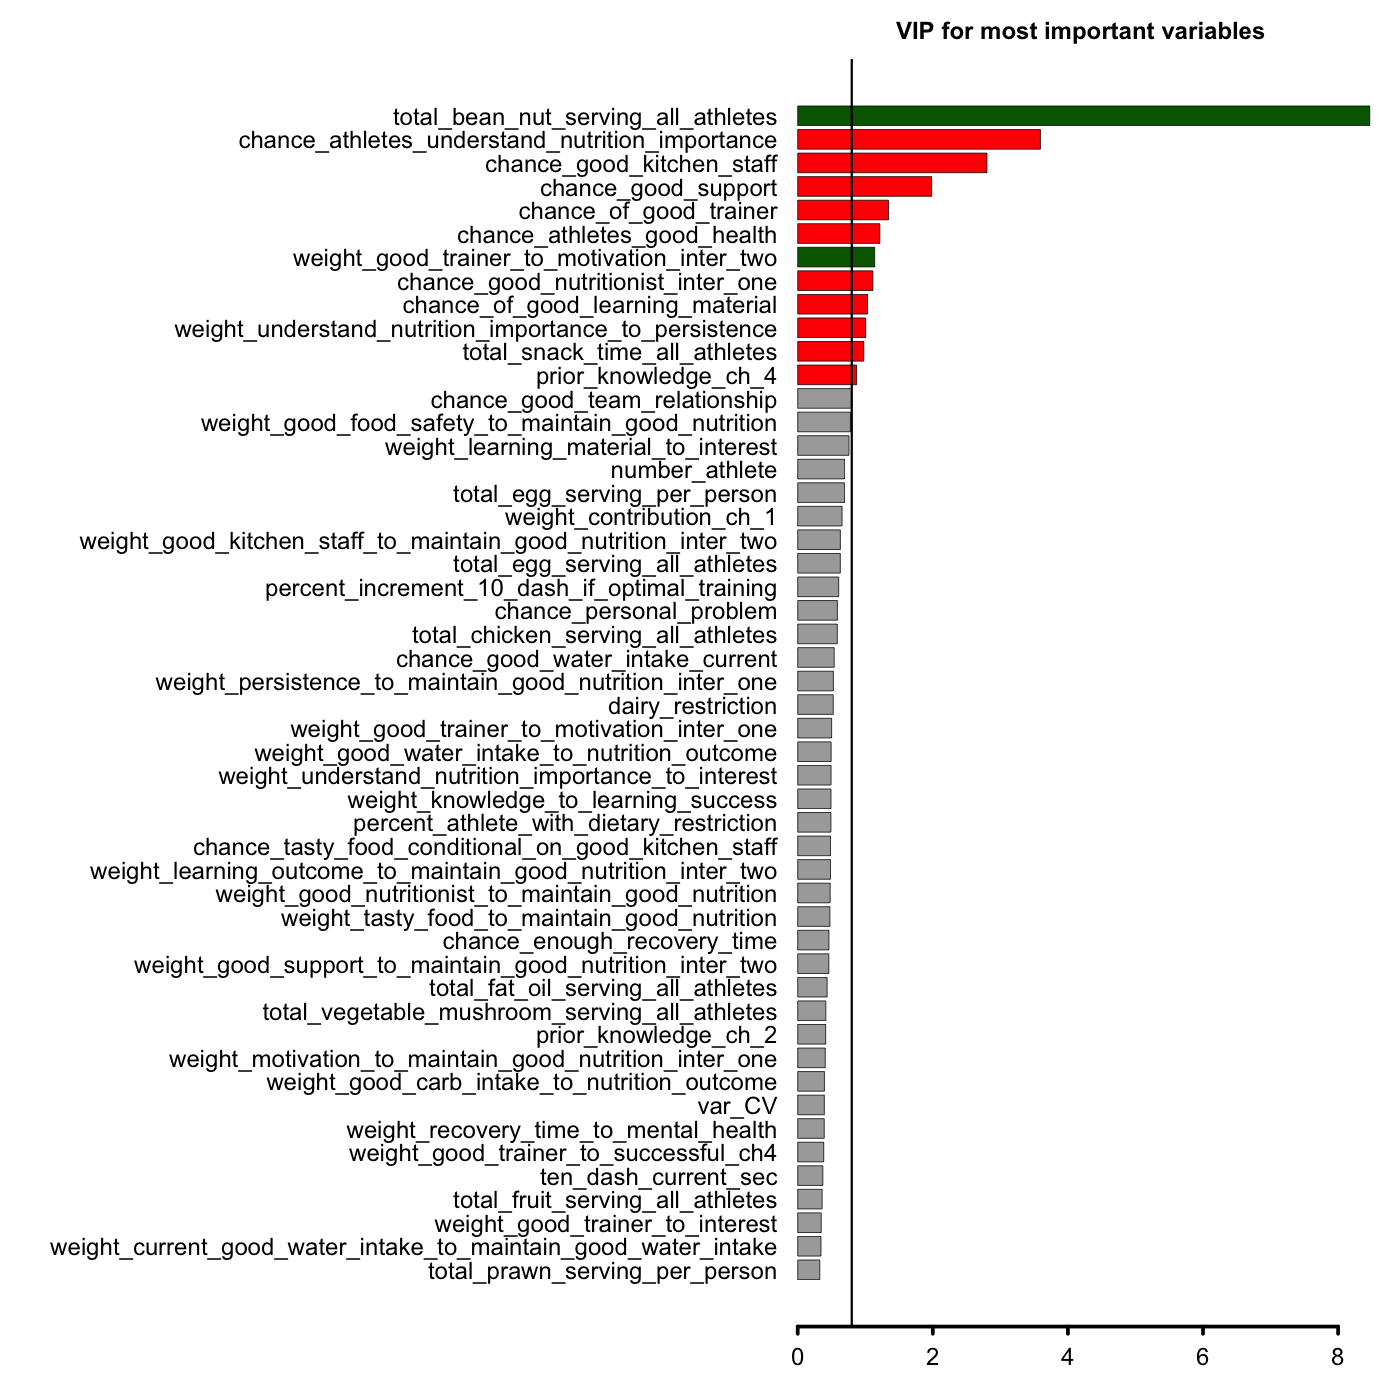 VIP for most important variables
total_bean_nut_serving_all_athletes
chance_athletes_understand_nutrition_importance
chance_good_kitchen_staff
chance_good_support
chance_of_good_trainer
chance_athletes_good_health
weight_good_trainer_to_motivation_inter_two
chance_good_nutritionist_inter_one
chance_of_good_learning_material
weight_understand_nutrition_importance_to_persistence
total_snack_time_all_athletes
prior_knowledge_ch_4
chance_good_team_relationship
weight_good_food_safety_to_maintain_good_nutrition
weight_learning_material_to_interest
number_athlete
total_egg_serving_per_person
weight_contribution_ch_1
weight_good_kitchen_staff_to_maintain_good_nutrition_inter_two
total_egg_serving_all_athletes
percent_increment_10_dash_if_optimal_training
chance_personal_problem
total_chicken_serving_all_athletes
chance_good_water_intake_current
weight_persistence_to_maintain_good_nutrition_inter_one
dairy_restriction
weight_good_trainer_to_motivation_inter_one
weight_good_water_intake_to_nutrition_outcome
weight_understand_nutrition_importance_to_interest
weight_knowledge_to_learning_success
percent_athlete_with_dietary_restriction
chance_tasty_food_conditional_on_good_kitchen_staff
weight_learning_outcome_to_maintain_good_nutrition_inter_two
weight_good_nutritionist_to_maintain_good_nutrition
weight_tasty_food_to_maintain_good_nutrition
chance_enough_recovery_time
weight_good_support_to_maintain_good_nutrition_inter_two
total_fat_oil_serving_all_athletes
total_vegetable_mushroom_serving_all_athletes
prior_knowledge_ch_2
weight_motivation_to_maintain_good_nutrition_inter_one
weight_good_carb_intake_to_nutrition_outcome
var_CV
weight_recovery_time_to_mental_health
weight_good_trainer_to_successful_ch4
ten_dash_current_sec
total_fruit_serving_all_athletes
weight_good_trainer_to_interest
weight_current_good_water_intake_to_maintain_good_water_intake
total_prawn_serving_per_person
0 2 4 6 8